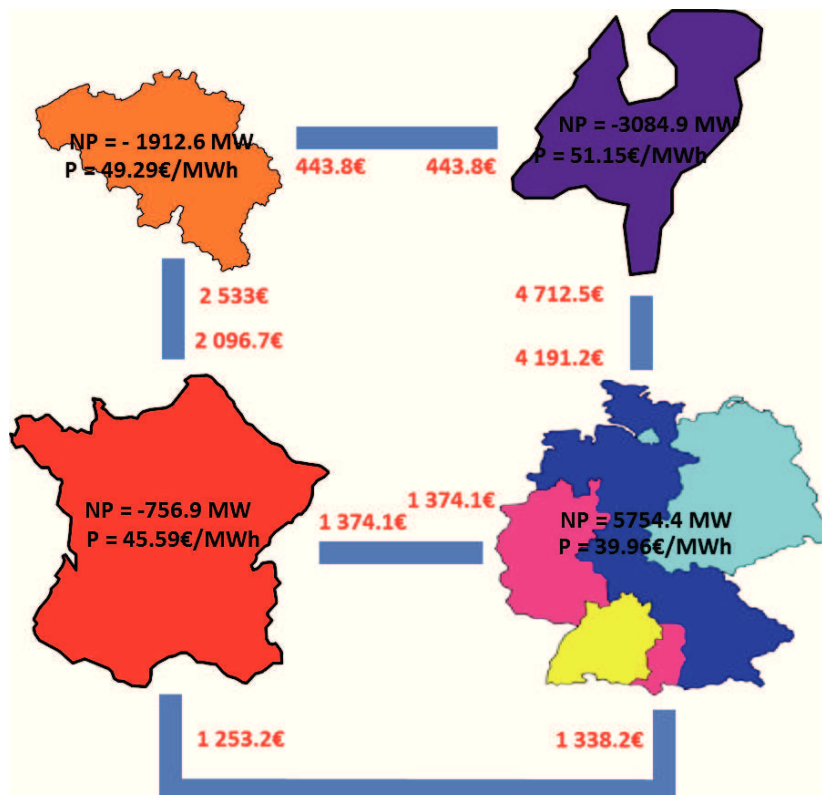 NP = - 1912.6 MW
P = 49.29€/MWh
NP = -3084.9 MW
P = 51.15€/MWh
443.8€
443.8€
2 533€
2 096.7€
4 712.5€
4 191.2€
NP = -756.9 MW
P = 45.59€/MWh
1 374.1€
1 374.1€
NP = 5754.4 MW
P = 39.96€/MWh
1 253.2€
1 338.2€